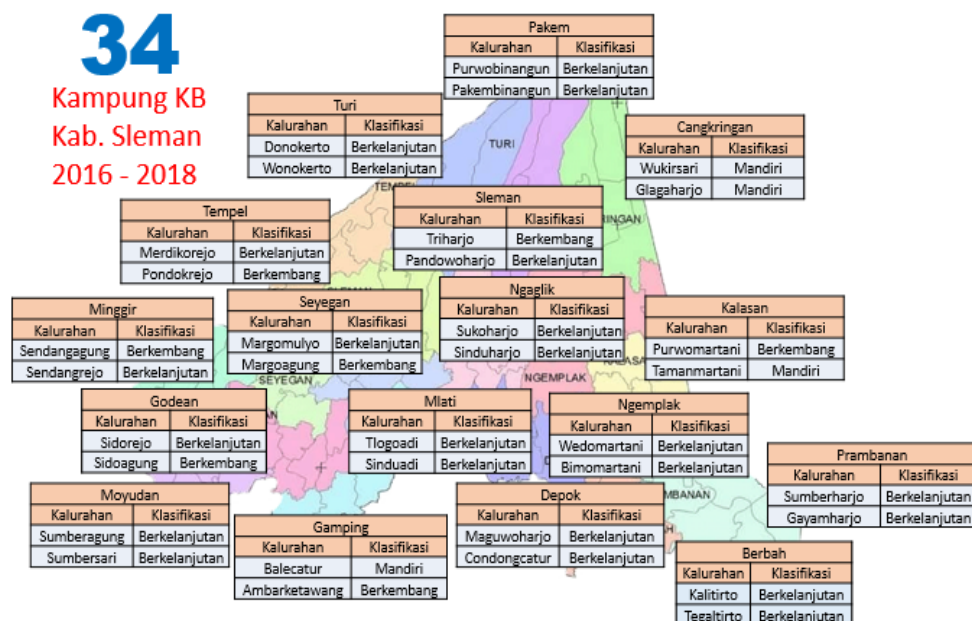 34
Kampung KB
Kab. Sleman
2016 - 2018
Pakem
Kalurahan Klasifikasi
Purwobinangun Berkelanjutan
Pakembinangun Berkelanjutan
Turi
Kalurahan Klasifikasi
Donokerto Berkelanjutan
Wonokerto Berkelanjutan
TURI
Cangkringan
Kalurahan Klasifikasi
Wukirsari Mandiri
Glagaharjo Mandiri
Tempel
Kalurahan Klasifikasi
Merdikorejo Berkelanjutan
Pondokrejo Berkembang
Sleman
Kalurahan Klasifikasi
Triharjo Berkembang
Pandowoharjo Berkelanjutan
Minggir
Kalurahan Klasifikasi
Sendangagung Berkembang
Sendangrejo Berkelanjutan
Seyegan
Kalurahan Klasifikasi
Margomulyo Berkelanjutan
Margoagung Berkembang
SEYEGAN
Ngaglik
Kalurahan Klasifikasi
Sukoharjo Berkelanjutan
Sinduharjo Berkelanjutan
NGEMPLAK
Kalasan
Kalurahan Klasifikasi
Purwomartani Berkembang
Tamanmartani Mandiri
Godean
Kalurahan Klasifikasi
Sidorejo Berkelanjutan
Sidoagung Berkembang
Mlati
Kalurahan Klasifikasi
Tlogoadi Berkelanjutan
Sinduadi Berkelanjutan
Ngemplak
Kalurahan Klasifikasi
Wedomartani Berkelanjutan
Bimomartani Berkelanjutan
Prambanan
Kalurahan Klasifikasi
Sumberharjo Berkelanjutan
Gayamharjo Berkelanjutan
Moyudan
Kalurahan Klasifikasi
Sumberagung Berkelanjutan
Sumbersari Berkelanjutan
Gamping
Kalurahan Klasifikasi
Balecatur Mandiri
Ambarketawang Berkembang
Depok
Kalurahan Klasifikasi
Maguwoharjo Berkelanjutan
Condongcatur Berkelanjutan
Berbah
Kalurahan Klasifikasi
Kalitirto Berkelanjutan
Tegaltirto Berkelanjutan